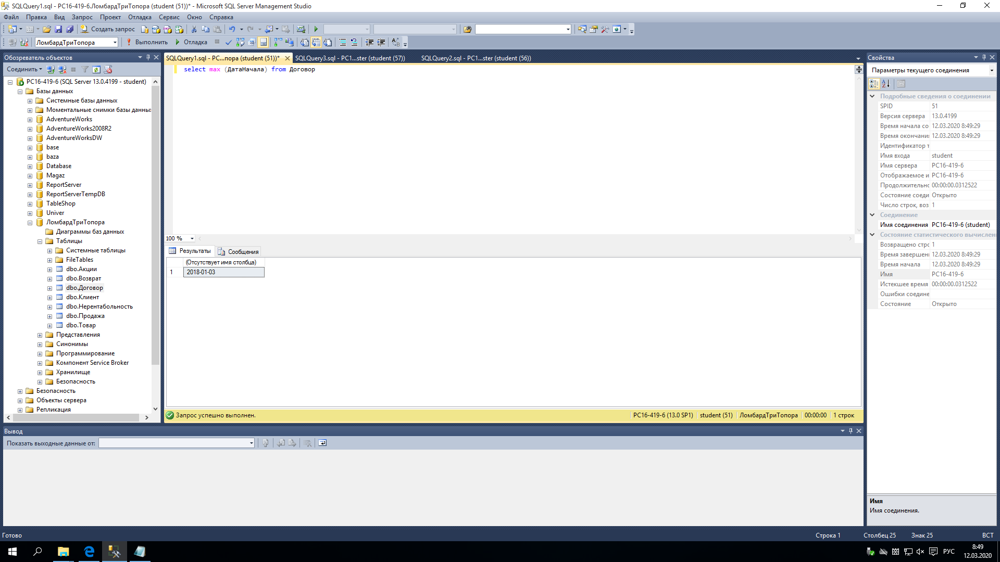 SQLQuery1.sql - PC16-419-6.ЛомбардТриТопора (student (51))* - Microsoft SQL Server Management Studio
Файл Правка Вид Запрос Проект Отладка Сервис Окно Справка
Создать запрос
ЛомбардТриТопора Выполнить Отладка
Обозреватель объектов
Соединить
PC16-419-6 (SQL Server 13.0.4199 - student)
Базы данных
Системные базы данных
Моментальные снимки базы данны
AdventureWorks
AdventureWorks2008R2
AdventureWorksDW
base
baza
Database
Magaz
ReportServer
ReportServerTempDB
TableShop
Univer
ЛомбардТриТопора
Диаграммы баз данных
Таблицы
Системные таблицы
FileTables
dbo.Акции
dbo.Возврат
dbo.Договор
dbo.Клиент
dbo.Нерентабольность
dbo.Продажа
dbo.Товар
Представления
Синонимы
Программирование
Компонент Service Broker
Хранилище
Безопасность
Безопасность
Объекты сервера
Репликация
SQLQuery1.sql - PC...пора (student (51))* SQLQuery3.sql - PC1...ster (student (57)) SQLQuery2.sql - PC1...ster (student (56))
select max (ДатаНачала) from Договор
100 %
Результаты Сообщения
(Отсутствует имя столбца)
1 2018-01-03
Запрос успешно выполнен. PC16-419-6 (13.0 SP1) student (51) ЛомбардТриТопора 00:00:00 1 строк
Свойства
Параметры текущего соединения
Подробные сведения о соединении
SPID 51
Версия сервера 13.0.4199
Время начала со 12.03.2020 8:49:29
Время окончани 12.03.2020 8:49:29
Идентификатор т
Имя входа student
Имя сервера PC16-419-6
Отображаемое и PC16-419-6
Продолжительнс 00:00:00.0312522
Состояние соеди Открыто
Число строк, воз 1
Соединение
Имя соединения PC16-419-6 (student)
Состояние статистического вычислен
Возвращено стро 1
Время завершен 12.03.2020 8:49:29
Время начала 12.03.2020 8:49:29
Имя PC16-419-6
Истекшее время 00:00:00.0312522
Ошибки соедине
Состояние Открыто
Имя
Имя соединения.
Вывод
Показать выходные данные от:
Готово Строка 1 Столбец 25 Знак 25 ВСТ
РУС 8:49
12.03.2020